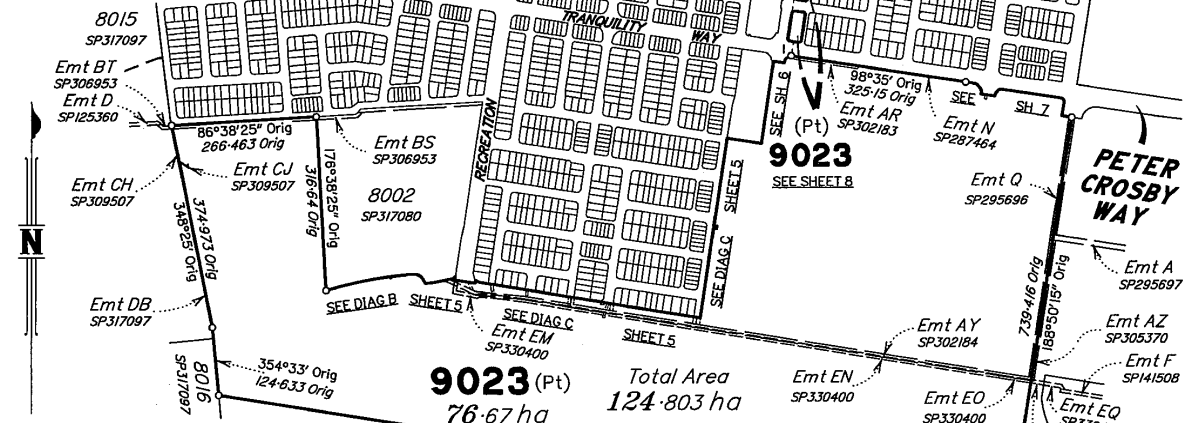 8015
SP317097
Emt BT
SP306953
Emt D
SP125360
86°38'25" Orig
266·463 Orig
Emt BS
SP306953
Emt CJ
SP309507
Emt CH
SP309507
374·973 Orig
348°25' Orig
176°38'25" Orig
316·64 Orig
8002
SP317080
RECREATION
TRANQUILITY
WAY
N
Emt DB
SP317097
8016
SP317097
354°33' Orig
124·633 Orig
SEE DIAG B
SHEET 5
SEE DIAG C
SHEET 5
Emt EM
SP330400
9023 (Pt)
76·67 ha
Total Area
124·803 ha
SEE DIAG C
SHEET 5
SEE SH. 6
V
(Pt)
9023
SEE SHEET 8
98°35' Orig
325·15 Orig
SEE
SH 7
Emt AR
SP302183
Emt N
SP287464
Emt Q
SP295696
PETER
CROSBY
WAY
Emt A
SP295697
739·416 Orig
188°50'15" Orig
Emt AY
SP302184
Emt AZ
SP305370
Emt F
SP141508
Emt EN
SP330400
Emt EO
SP330400
Emt EQ